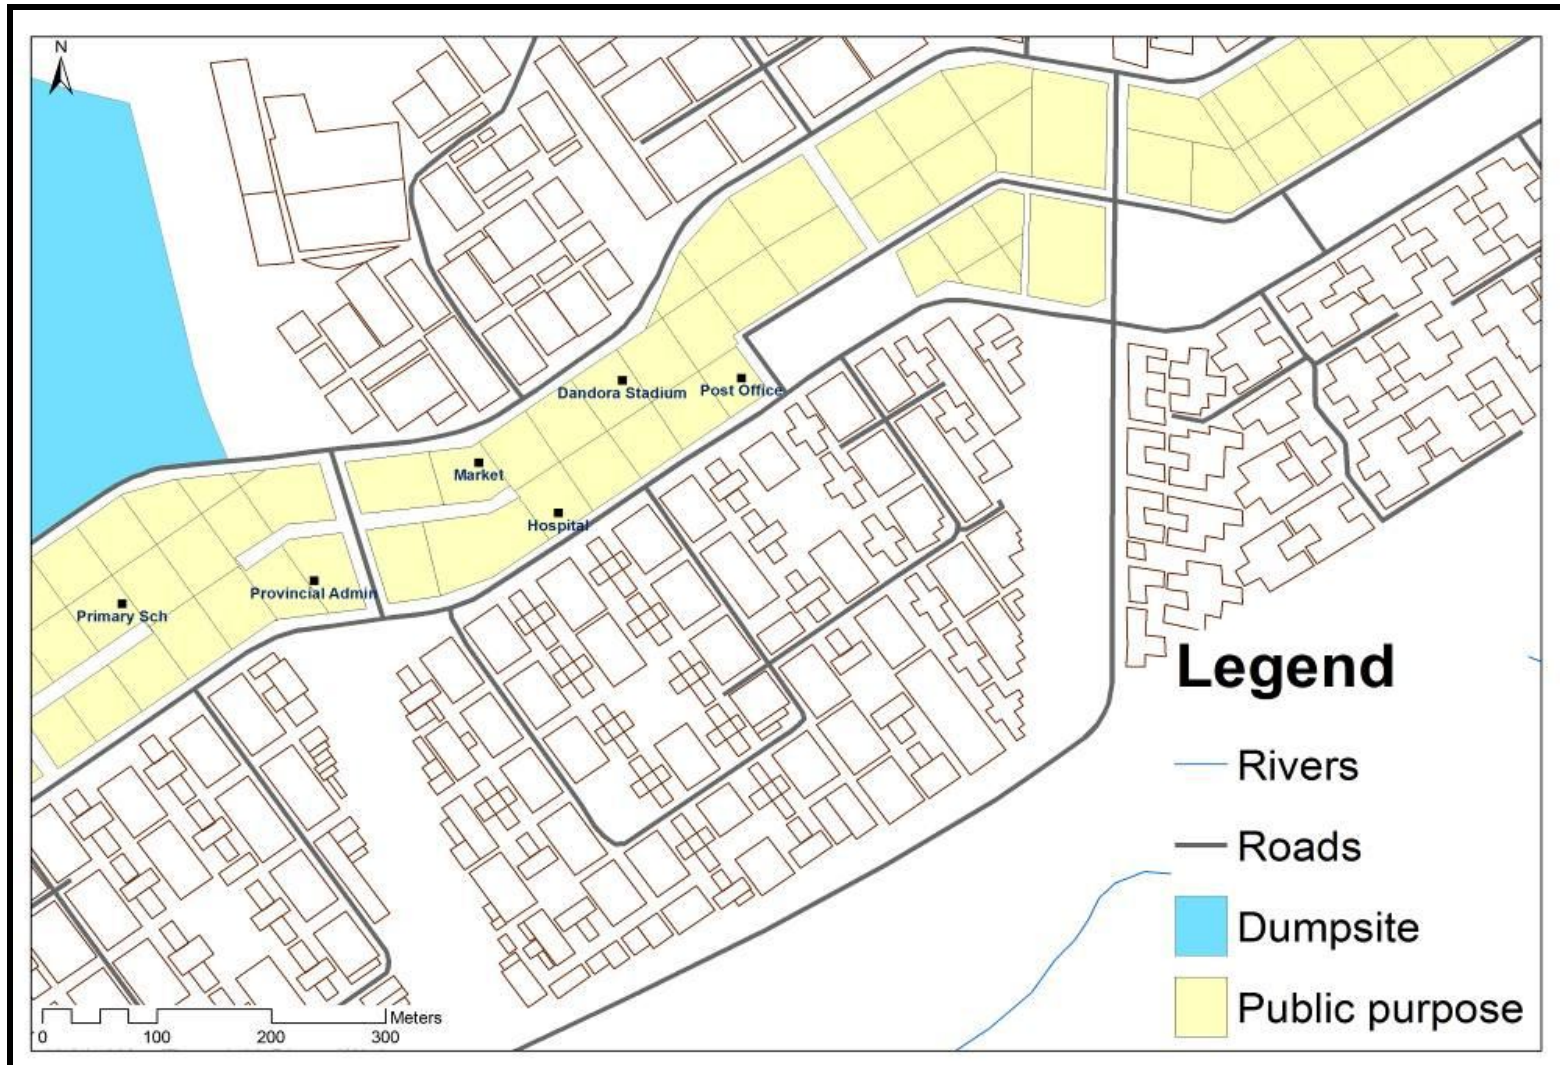 N
Dandora Stadium
Post Office
Market
Hospital
Provincial Admin
Primary Sch
Legend
Rivers
Roads
Dumpsite
Public purpose
Meters
0 100 200 300